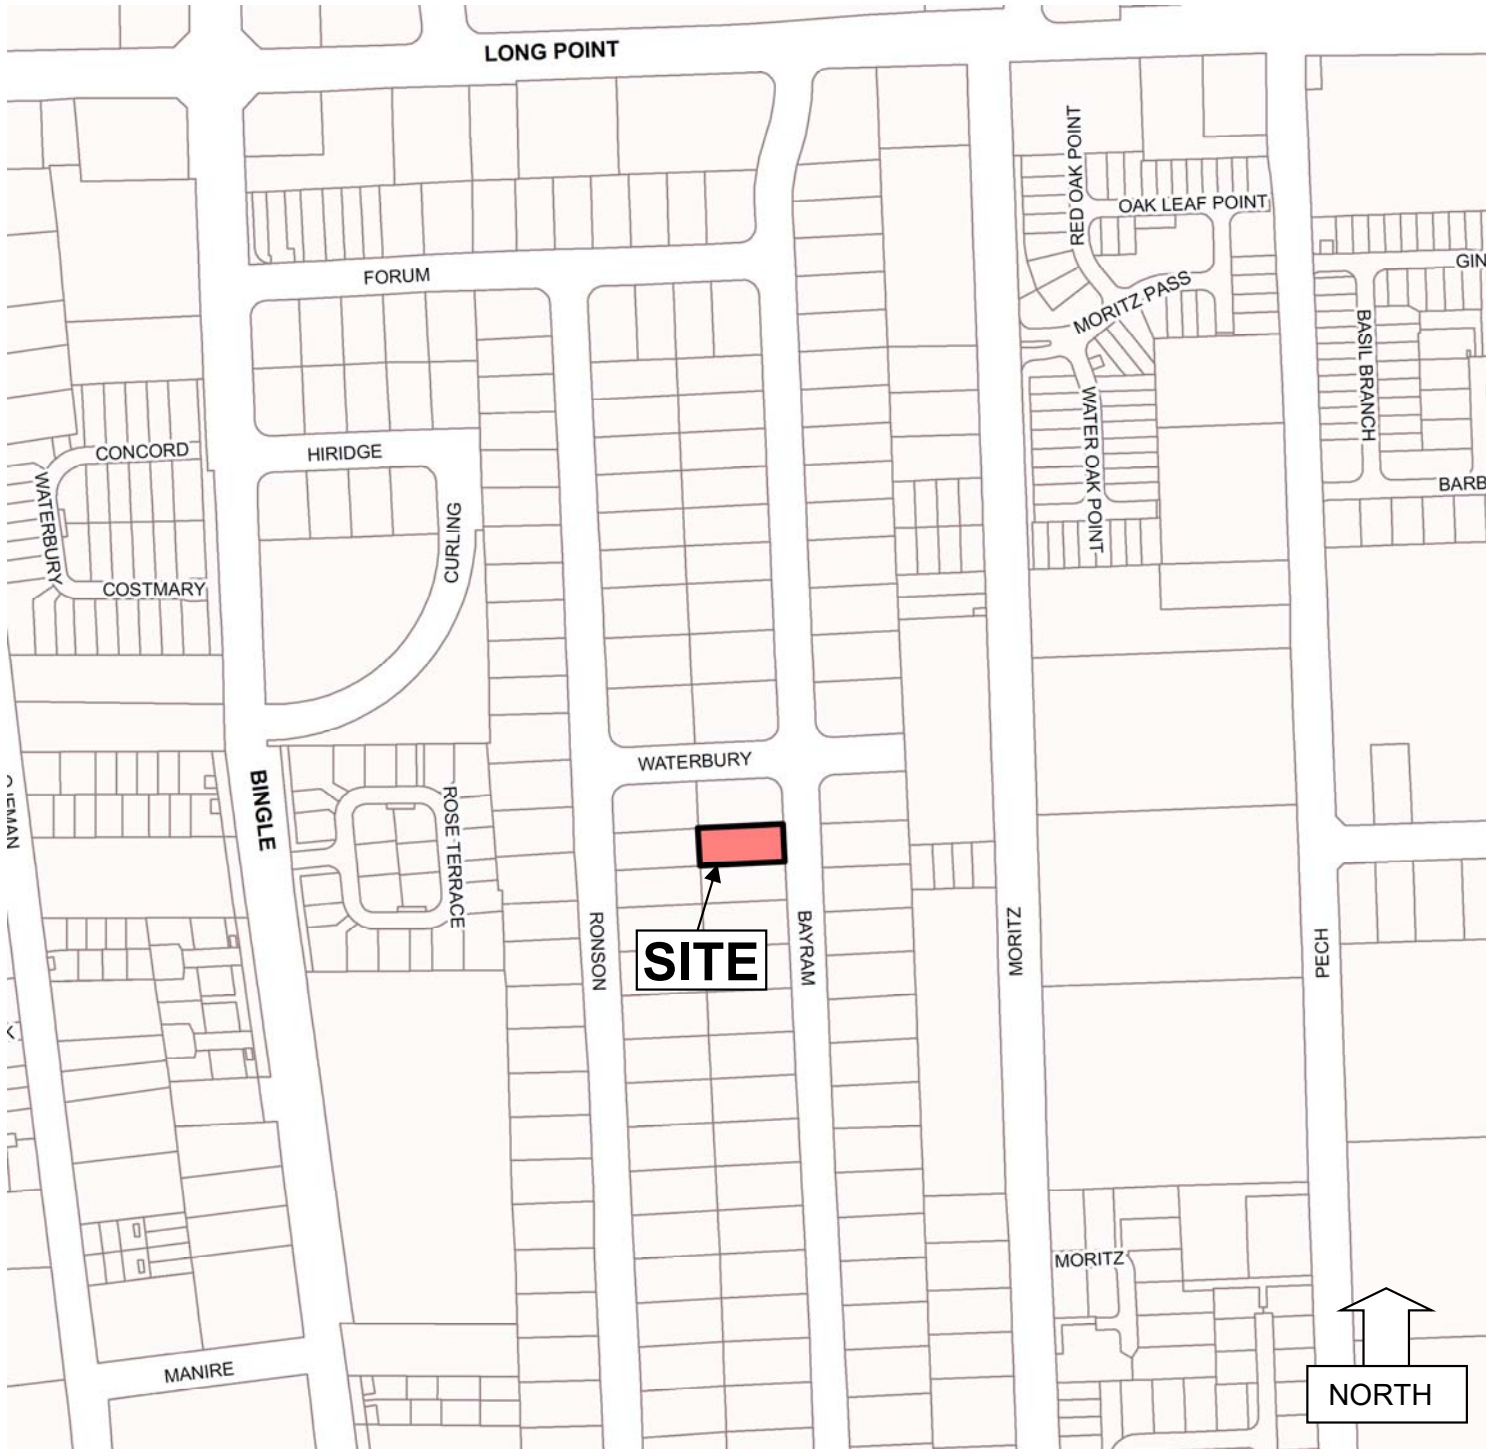 LONG POINT
RED OAK POINT
OAK LEAF POINT
FORUM
GIN
MORITZ PASS
BASIL BRANCH
CONCORD
HIRIDGE
WATERBURY
WATER OAK POINT
BARB
CURLING
COSTMARY
WATERBURY
BINGLE
ROSE TERRACE
RONSON
BAYRAM
MORITZ
PECH
SITE
MORITZ
MANIRE
NORTH